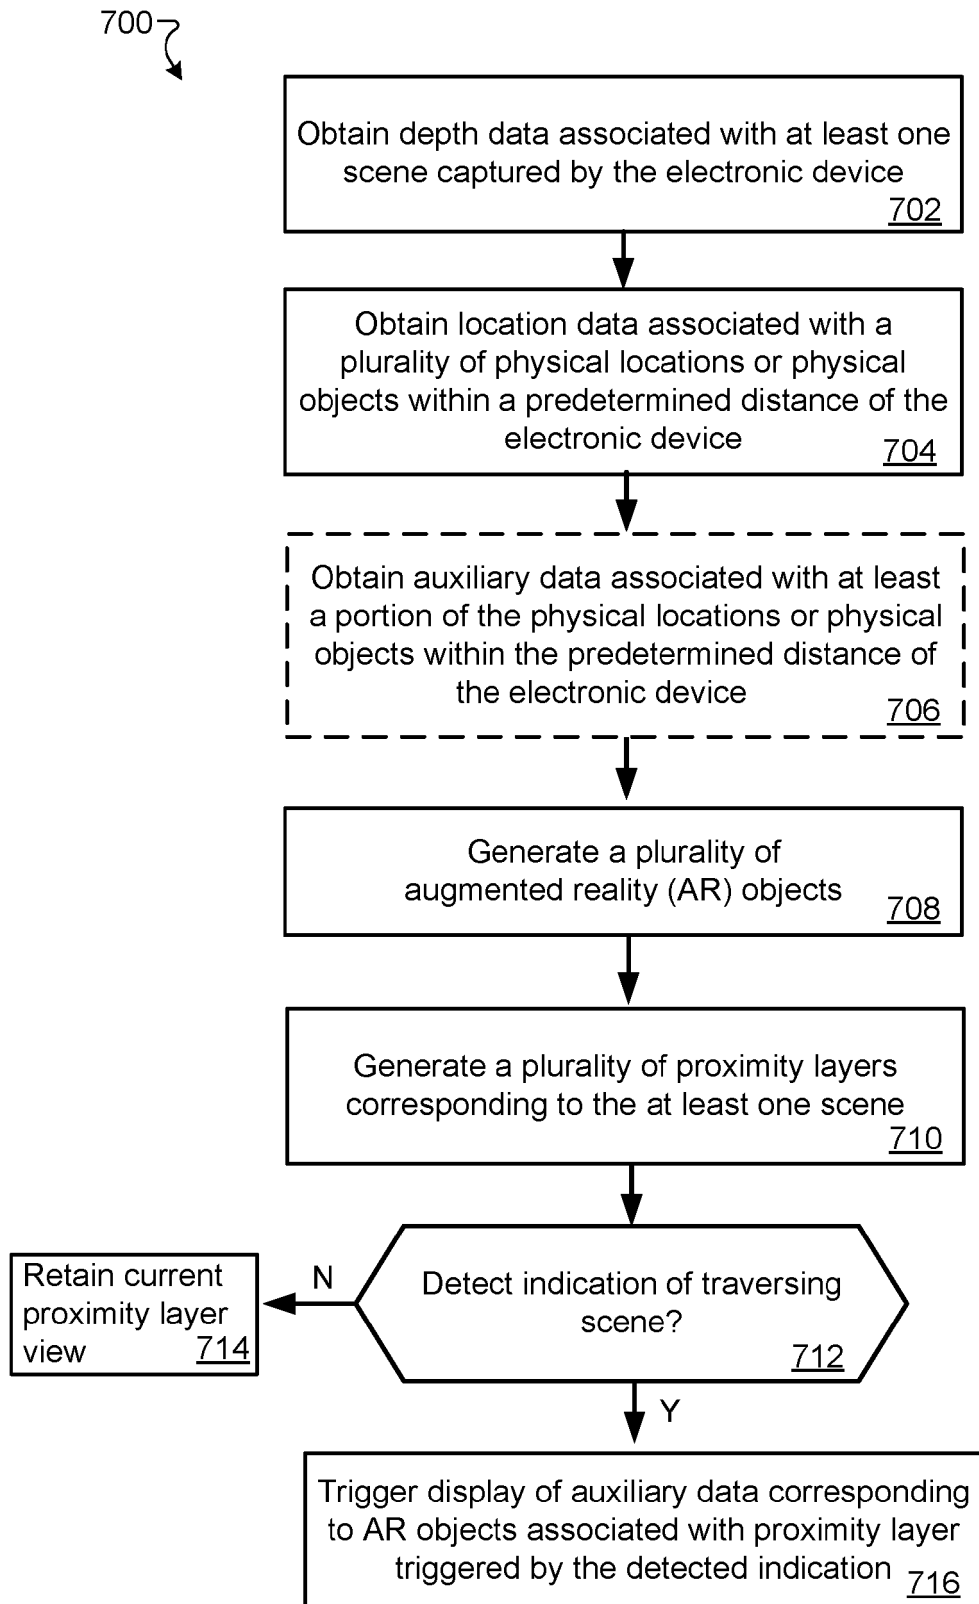 700
Obtain depth data associated with at least one
scene captured by the electronic device
702
Obtain location data associated with a
plurality of physical locations or physical
objects within a predetermined distance of the
electronic device
704
Obtain auxiliary data associated with at least
a portion of the physical locations or physical
objects within the predetermined distance of
the electronic device
706
Generate a plurality of
augmented reality (AR) objects
708
Generate a plurality of proximity layers
corresponding to the at least one scene
710
Detect indication of traversing
scene?
712
N
Retain current
proximity layer
view
714
Y
Trigger display of auxiliary data corresponding
to AR objects associated with proximity layer
triggered by the detected indication
716